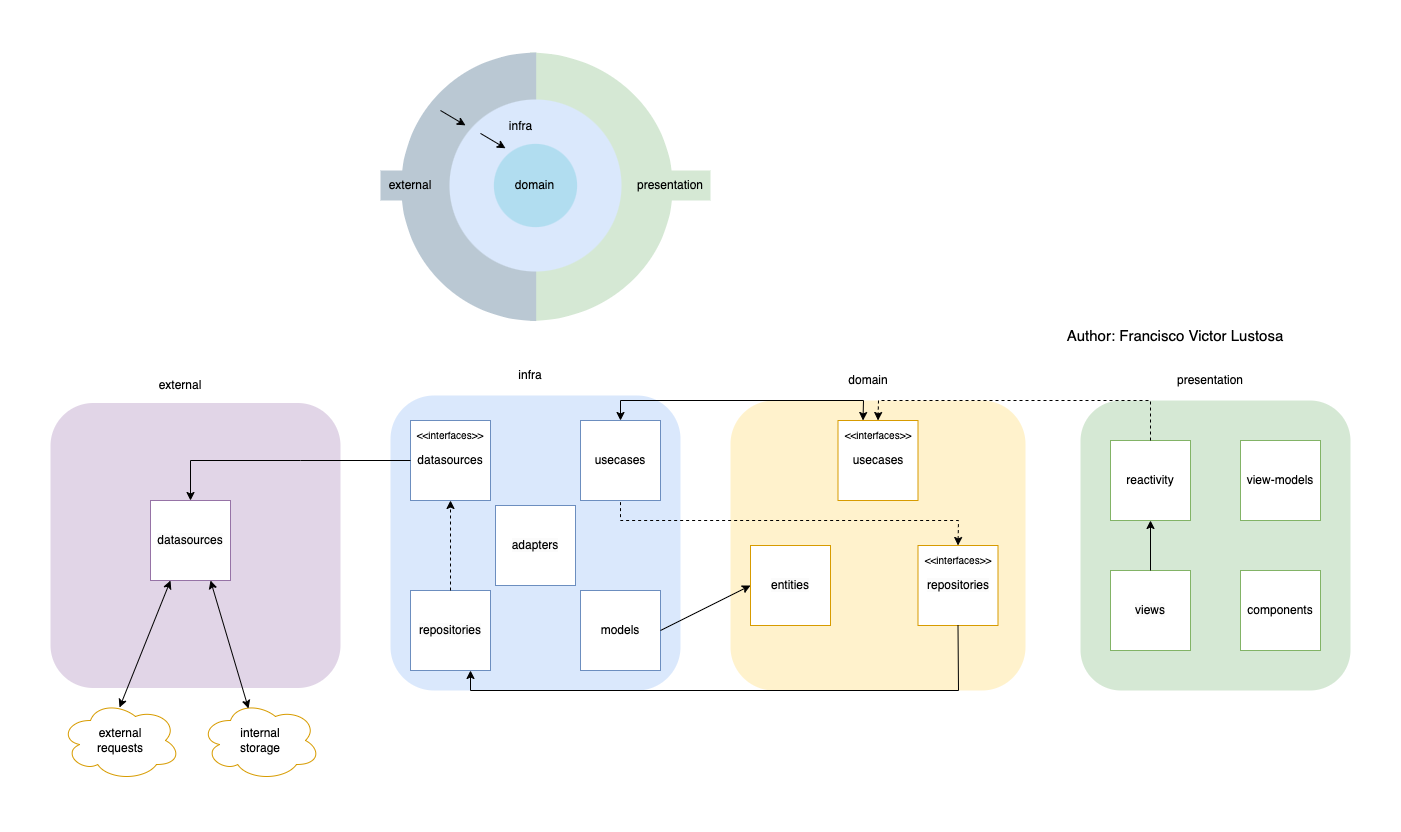 infra
external
domain
presentation
Author: Francisco Victor Lustosa
external
infra
domain
presentation
<<interfaces>>
datasources
usecases
<<interfaces>>
usecases
reactivity
view-models
datasources
adapters
<<interfaces>>
repositories
entities
repositories
models
views
components
external
requests
internal
storage